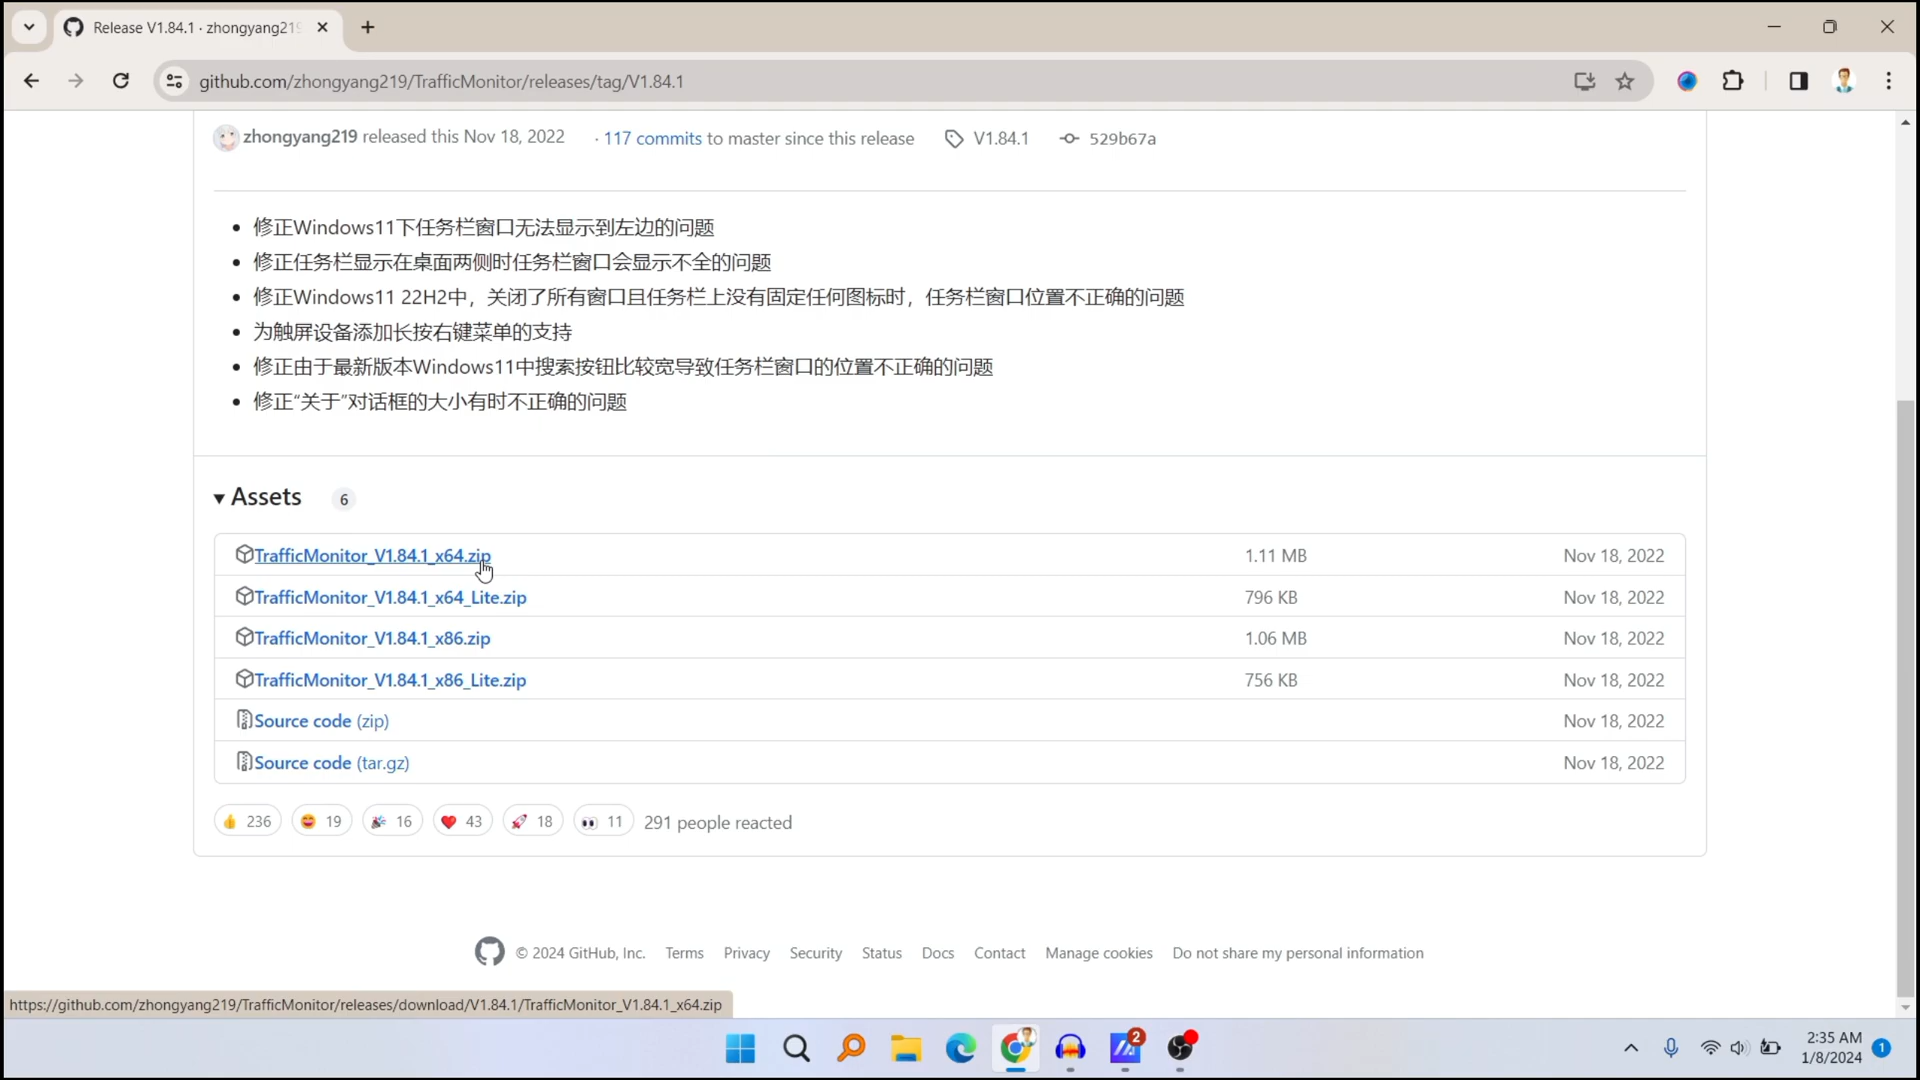 Release V1.84.1 · zhongyang219
github.com/zhongyang219/TrafficMonitor/releases/tag/V1.84.1
zhongyang219 released this Nov 18, 2022 · 117 commits to master since this release V1.84.1 529b67a
修正Windows11下任务栏窗口无法显示到左边的问题
修正任务栏显示在桌面两侧时任务栏窗口会显示不全的问题
修正Windows11 22H2中，关闭了所有窗口且任务栏上没有固定任何图标时，任务栏窗口位置不正确的问题
为触屏设备添加长按右键菜单的支持
修正由于最新版本Windows11中搜索按钮比较宽导致任务栏窗口的位置不正确的问题
修正“关于”对话框的大小有时不正确的问题
Assets 6
TrafficMonitor_V1.84.1_x64.zip 1.11 MB Nov 18, 2022
TrafficMonitor_V1.84.1_x64_Lite.zip 796 KB Nov 18, 2022
TrafficMonitor_V1.84.1_x86.zip 1.06 MB Nov 18, 2022
TrafficMonitor_V1.84.1_x86_Lite.zip 756 KB Nov 18, 2022
Source code (zip) Nov 18, 2022
Source code (tar.gz) Nov 18, 2022
👍 236 😄 19 🎉 16 ❤️ 43 🚀 18 👀 11 291 people reacted
© 2024 GitHub, Inc. Terms Privacy Security Status Docs Contact Manage cookies Do not share my personal information
https://github.com/zhongyang219/TrafficMonitor/releases/download/V1.84.1/TrafficMonitor_V1.84.1_x64.zip
2
2:35 AM
1/8/2024
1